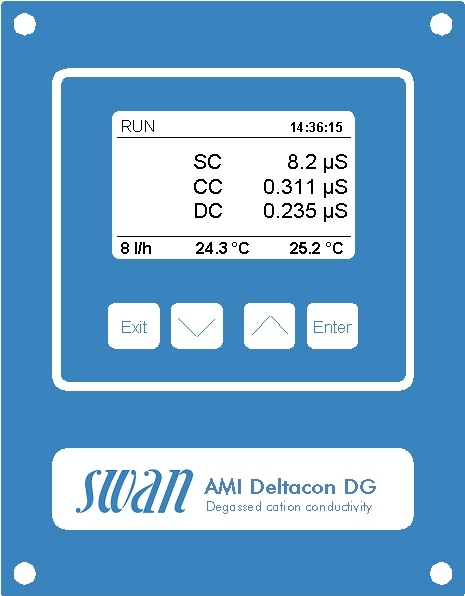 RUN 14:36:15
SC 8.2 µS
CC 0.311 µS
DC 0.235 µS
8 l/h 24.3 °C 25.2 °C
Exit Enter
swan AMI Deltacon DG
Degassed cation conductivity